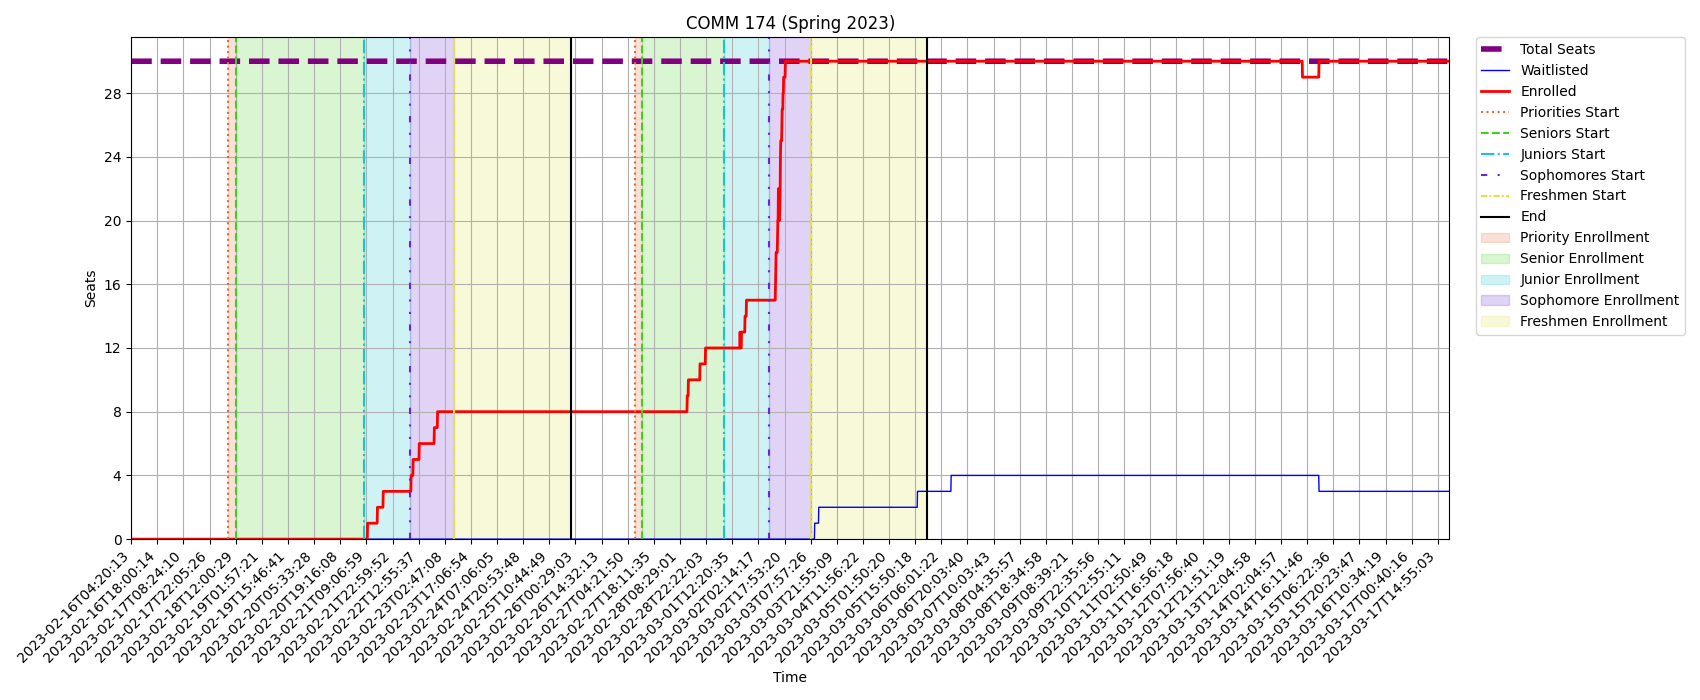 COMM 174 (Spring 2023)
Total Seats
Waitlisted
Enrolled
Priorities Start
Seniors Start
Juniors Start
Sophomores Start
Freshmen Start
End
Priority Enrollment
Senior Enrollment
Junior Enrollment
Sophomore Enrollment
Freshmen Enrollment
Seats
28
24
20
16
12
8
4
0
2023-02-16T04:20:13
2023-02-16T18:00:14
2023-02-17T08:24:10
2023-02-17T22:05:26
2023-02-18T12:00:29
2023-02-19T01:57:21
2023-02-19T15:46:41
2023-02-20T05:33:28
2023-02-20T19:16:08
2023-02-21T09:06:59
2023-02-21T22:59:52
2023-02-22T12:55:37
2023-02-23T02:47:08
2023-02-23T17:06:54
2023-02-24T07:06:05
2023-02-24T20:53:48
2023-02-25T10:44:49
2023-02-26T00:29:03
2023-02-26T14:32:13
2023-02-27T04:21:50
2023-02-27T18:11:35
2023-02-28T08:29:01
2023-02-28T22:22:03
2023-03-01T12:20:35
2023-03-02T02:14:17
2023-03-02T17:53:20
2023-03-03T07:57:26
2023-03-03T21:55:09
2023-03-04T11:56:22
2023-03-05T01:50:20
2023-03-05T15:50:18
2023-03-06T06:01:22
2023-03-06T20:03:40
2023-03-07T10:03:43
2023-03-08T04:35:57
2023-03-08T18:34:58
2023-03-09T08:39:21
2023-03-09T22:35:56
2023-03-10T12:55:11
2023-03-11T02:50:49
2023-03-11T16:56:18
2023-03-12T07:56:40
2023-03-12T21:51:19
2023-03-13T12:04:58
2023-03-14T02:04:57
2023-03-14T16:11:46
2023-03-15T06:22:36
2023-03-15T20:23:47
2023-03-16T10:34:19
2023-03-17T00:40:16
2023-03-17T14:55:03
Time